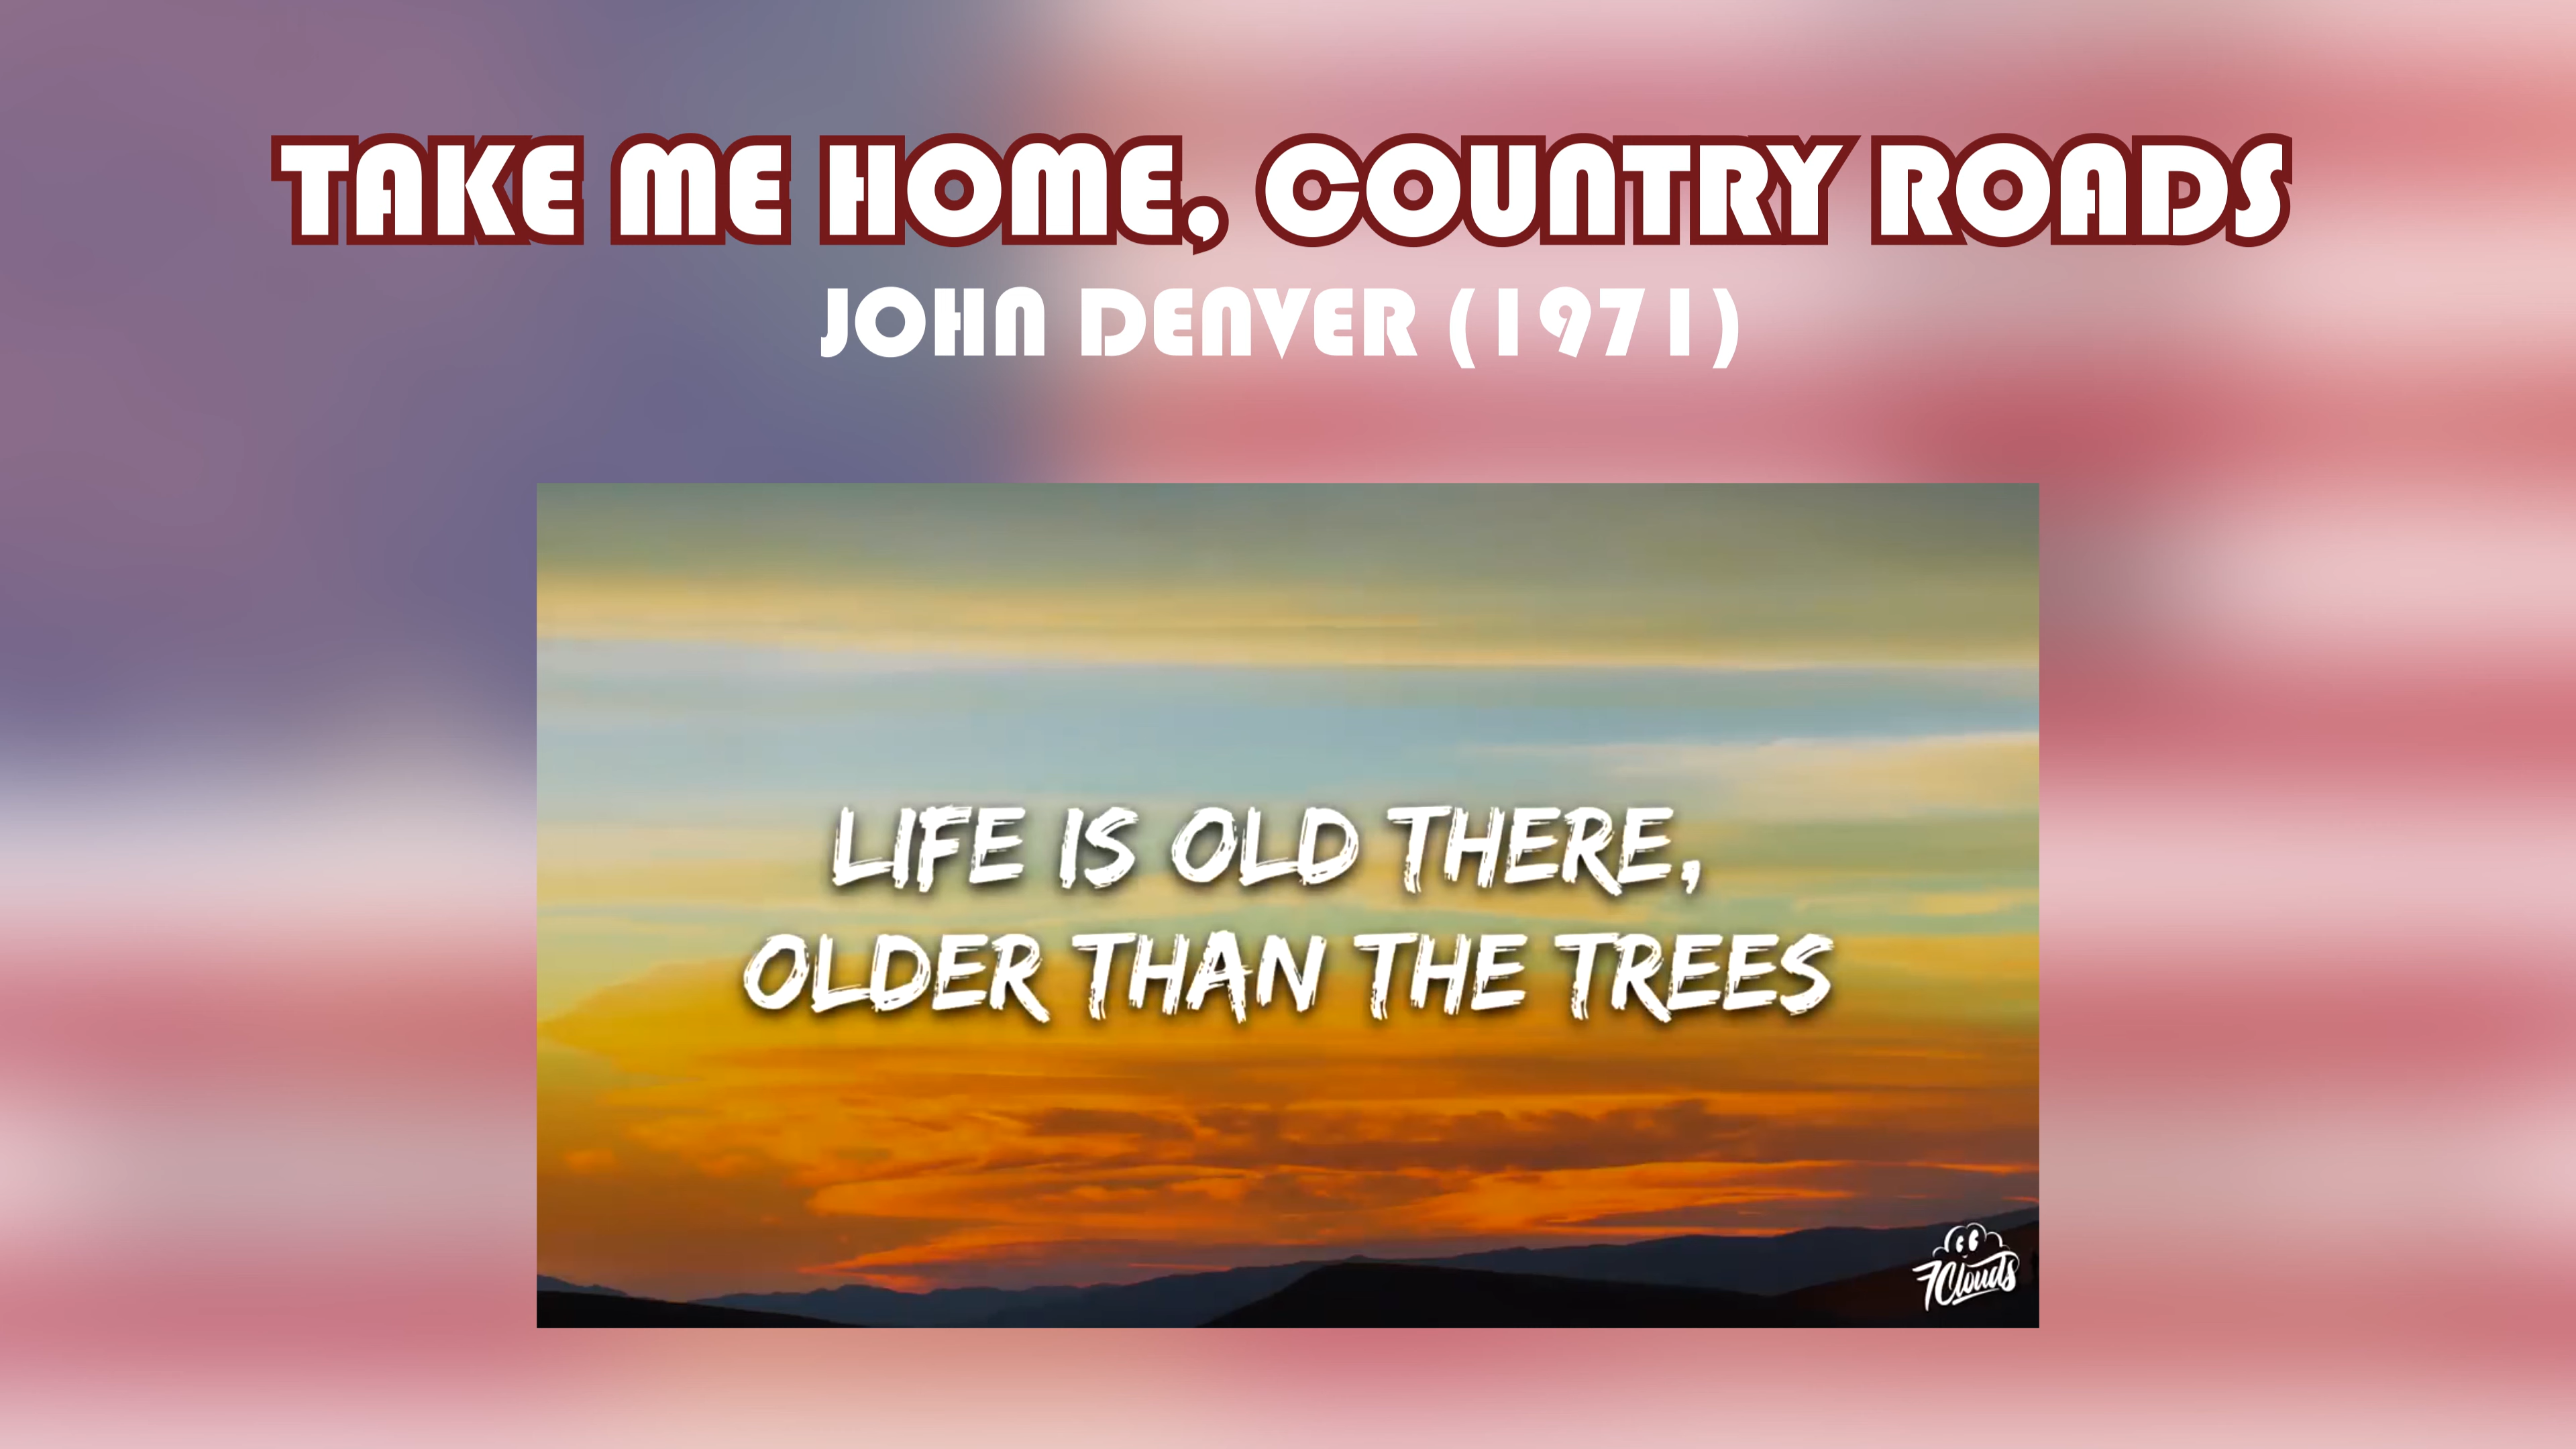 TAKE ME HOME, COUNTRY ROADS
JOHN DENVER (1971)
LIFE IS OLD THERE,
OLDER THAN THE TREES
7Clouds